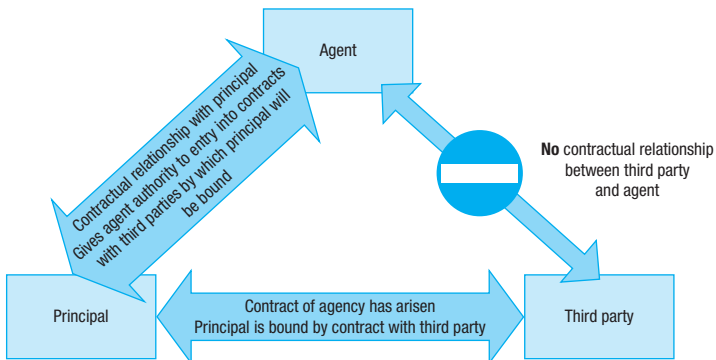 Agent
Contractual relationship with principal
Gives agent authority to entry into contracts
with third parties by which principal will
be bound
No contractual relationship
between third party
and agent
Principal
Contract of agency has arisen
Principal is bound by contract with third party
Third party